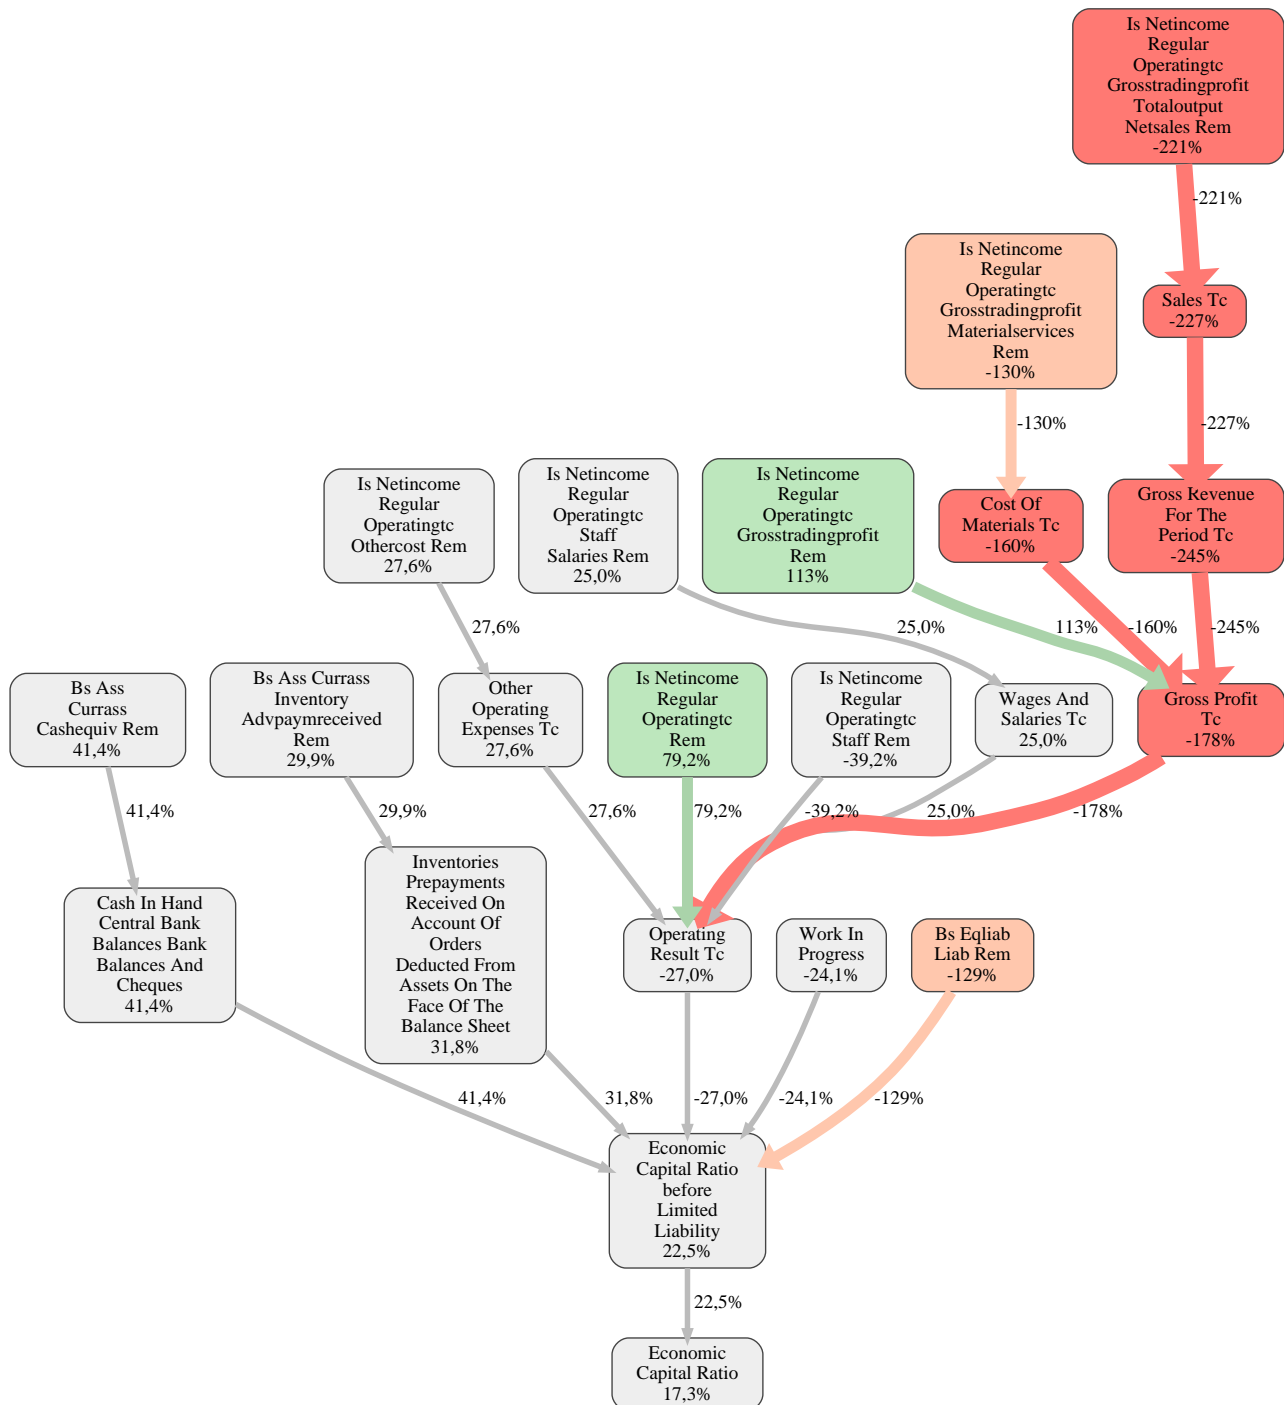 Is Netincome
Regular
Operatingtc
Grosstradingprofit
Totaloutput
Netsales Rem
-221%
-221%
Is Netincome
Regular
Operatingtc
Grosstradingprofit
Materialservices
Rem
-130%
Sales Tc
-227%
-130%
-227%
Is Netincome
Regular
Operatingtc
Othercost Rem
27,6%
Is Netincome
Regular
Operatingtc
Staff
Salaries Rem
25,0%
Is Netincome
Regular
Operatingtc
Grosstradingprofit
Rem
113%
Cost Of
Materials Tc
-160%
Gross Revenue
For The
Period Tc
-245%
27,6%
25,0%
113%
-160%
-245%
Bs Ass
Currass
Cashequiv Rem
41,4%
Bs Ass Currass
Inventory
Advpaymreceived
Rem
29,9%
Other
Operating
Expenses Tc
27,6%
Is Netincome
Regular
Operatingtc
Rem
79,2%
Is Netincome
Regular
Operatingtc
Staff Rem
-39,2%
Wages And
Salaries Tc
25,0%
Gross Profit
Tc
-178%
41,4%
29,9%
27,6%
79,2%
-39,2%
25,0%
-178%
Cash In Hand
Central Bank
Balances Bank
Balances And
Cheques
41,4%
Inventories
Prepayments
Received On
Account Of
Orders
Deducted From
Assets On The
Face Of The
Balance Sheet
31,8%
Operating
Result Tc
-27,0%
Work In
Progress
-24,1%
Bs Eqliab
Liab Rem
-129%
41,4%
31,8%
-27,0%
-24,1%
-129%
Economic
Capital Ratio
before
Limited
Liability
22,5%
22,5%
Economic
Capital Ratio
17,3%